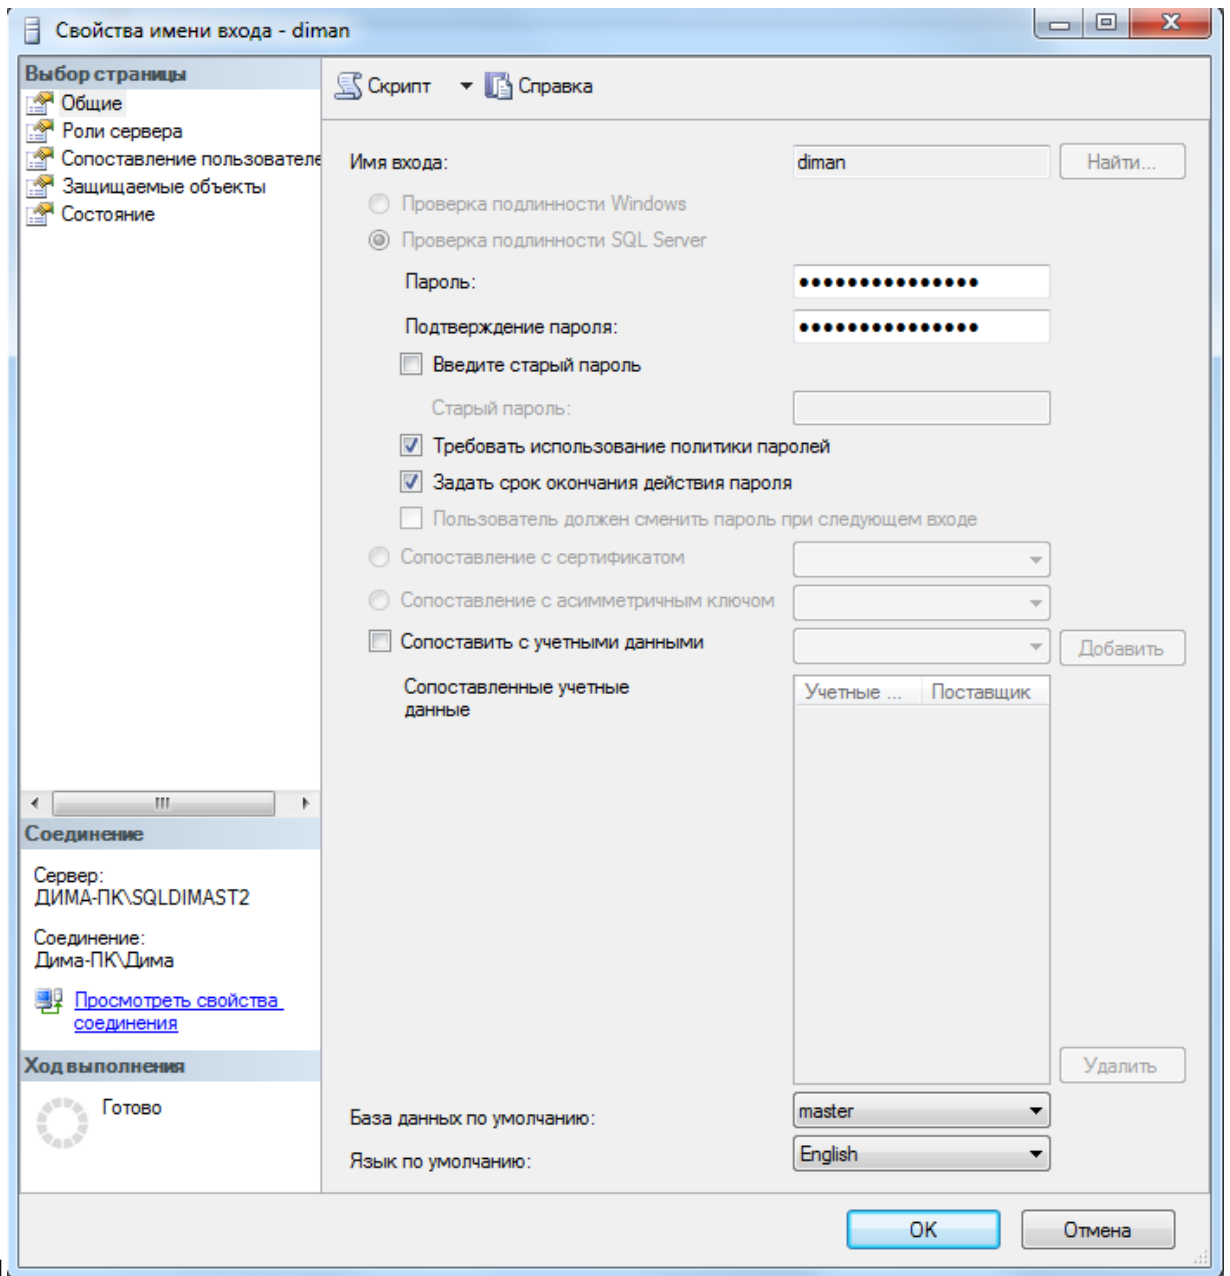 Свойства имени входа - diman
Выбор страницы
Общие
Роли сервера
Сопоставление пользователе
Защищаемые объекты
Состояние
Скрипт
Справка
Имя входа:
diman
Найти...
Проверка подлинности Windows
Проверка подлинности SQL Server
Пароль:
Подтверждение пароля:
Введите старый пароль
Старый пароль:
Требовать использование политики паролей
Задать срок окончания действия пароля
Пользователь должен сменить пароль при следующем входе
Сопоставление с сертификатом
Сопоставление с асимметричным ключом
Сопоставить с учетными данными
Добавить
Сопоставленные учетные
данные
Учетные ...
Поставщик
Удалить
База данных по умолчанию:
master
Язык по умолчанию:
English
Соединение
Сервер:
ДИМА-ПК\SQLDIMAST2
Соединение:
Дима-ПК\Дима
Просмотреть свойства
соединения
Ход выполнения
Готово
OK
Отмена